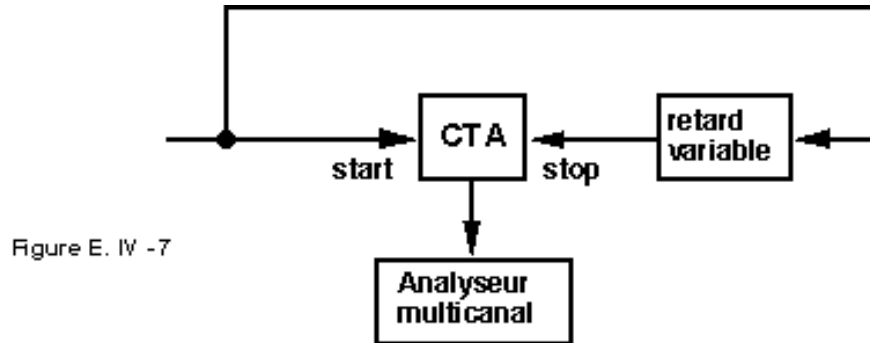 CTA
retard
variable
start
stop
Figure E. IV -7
Analyseur
multicanal